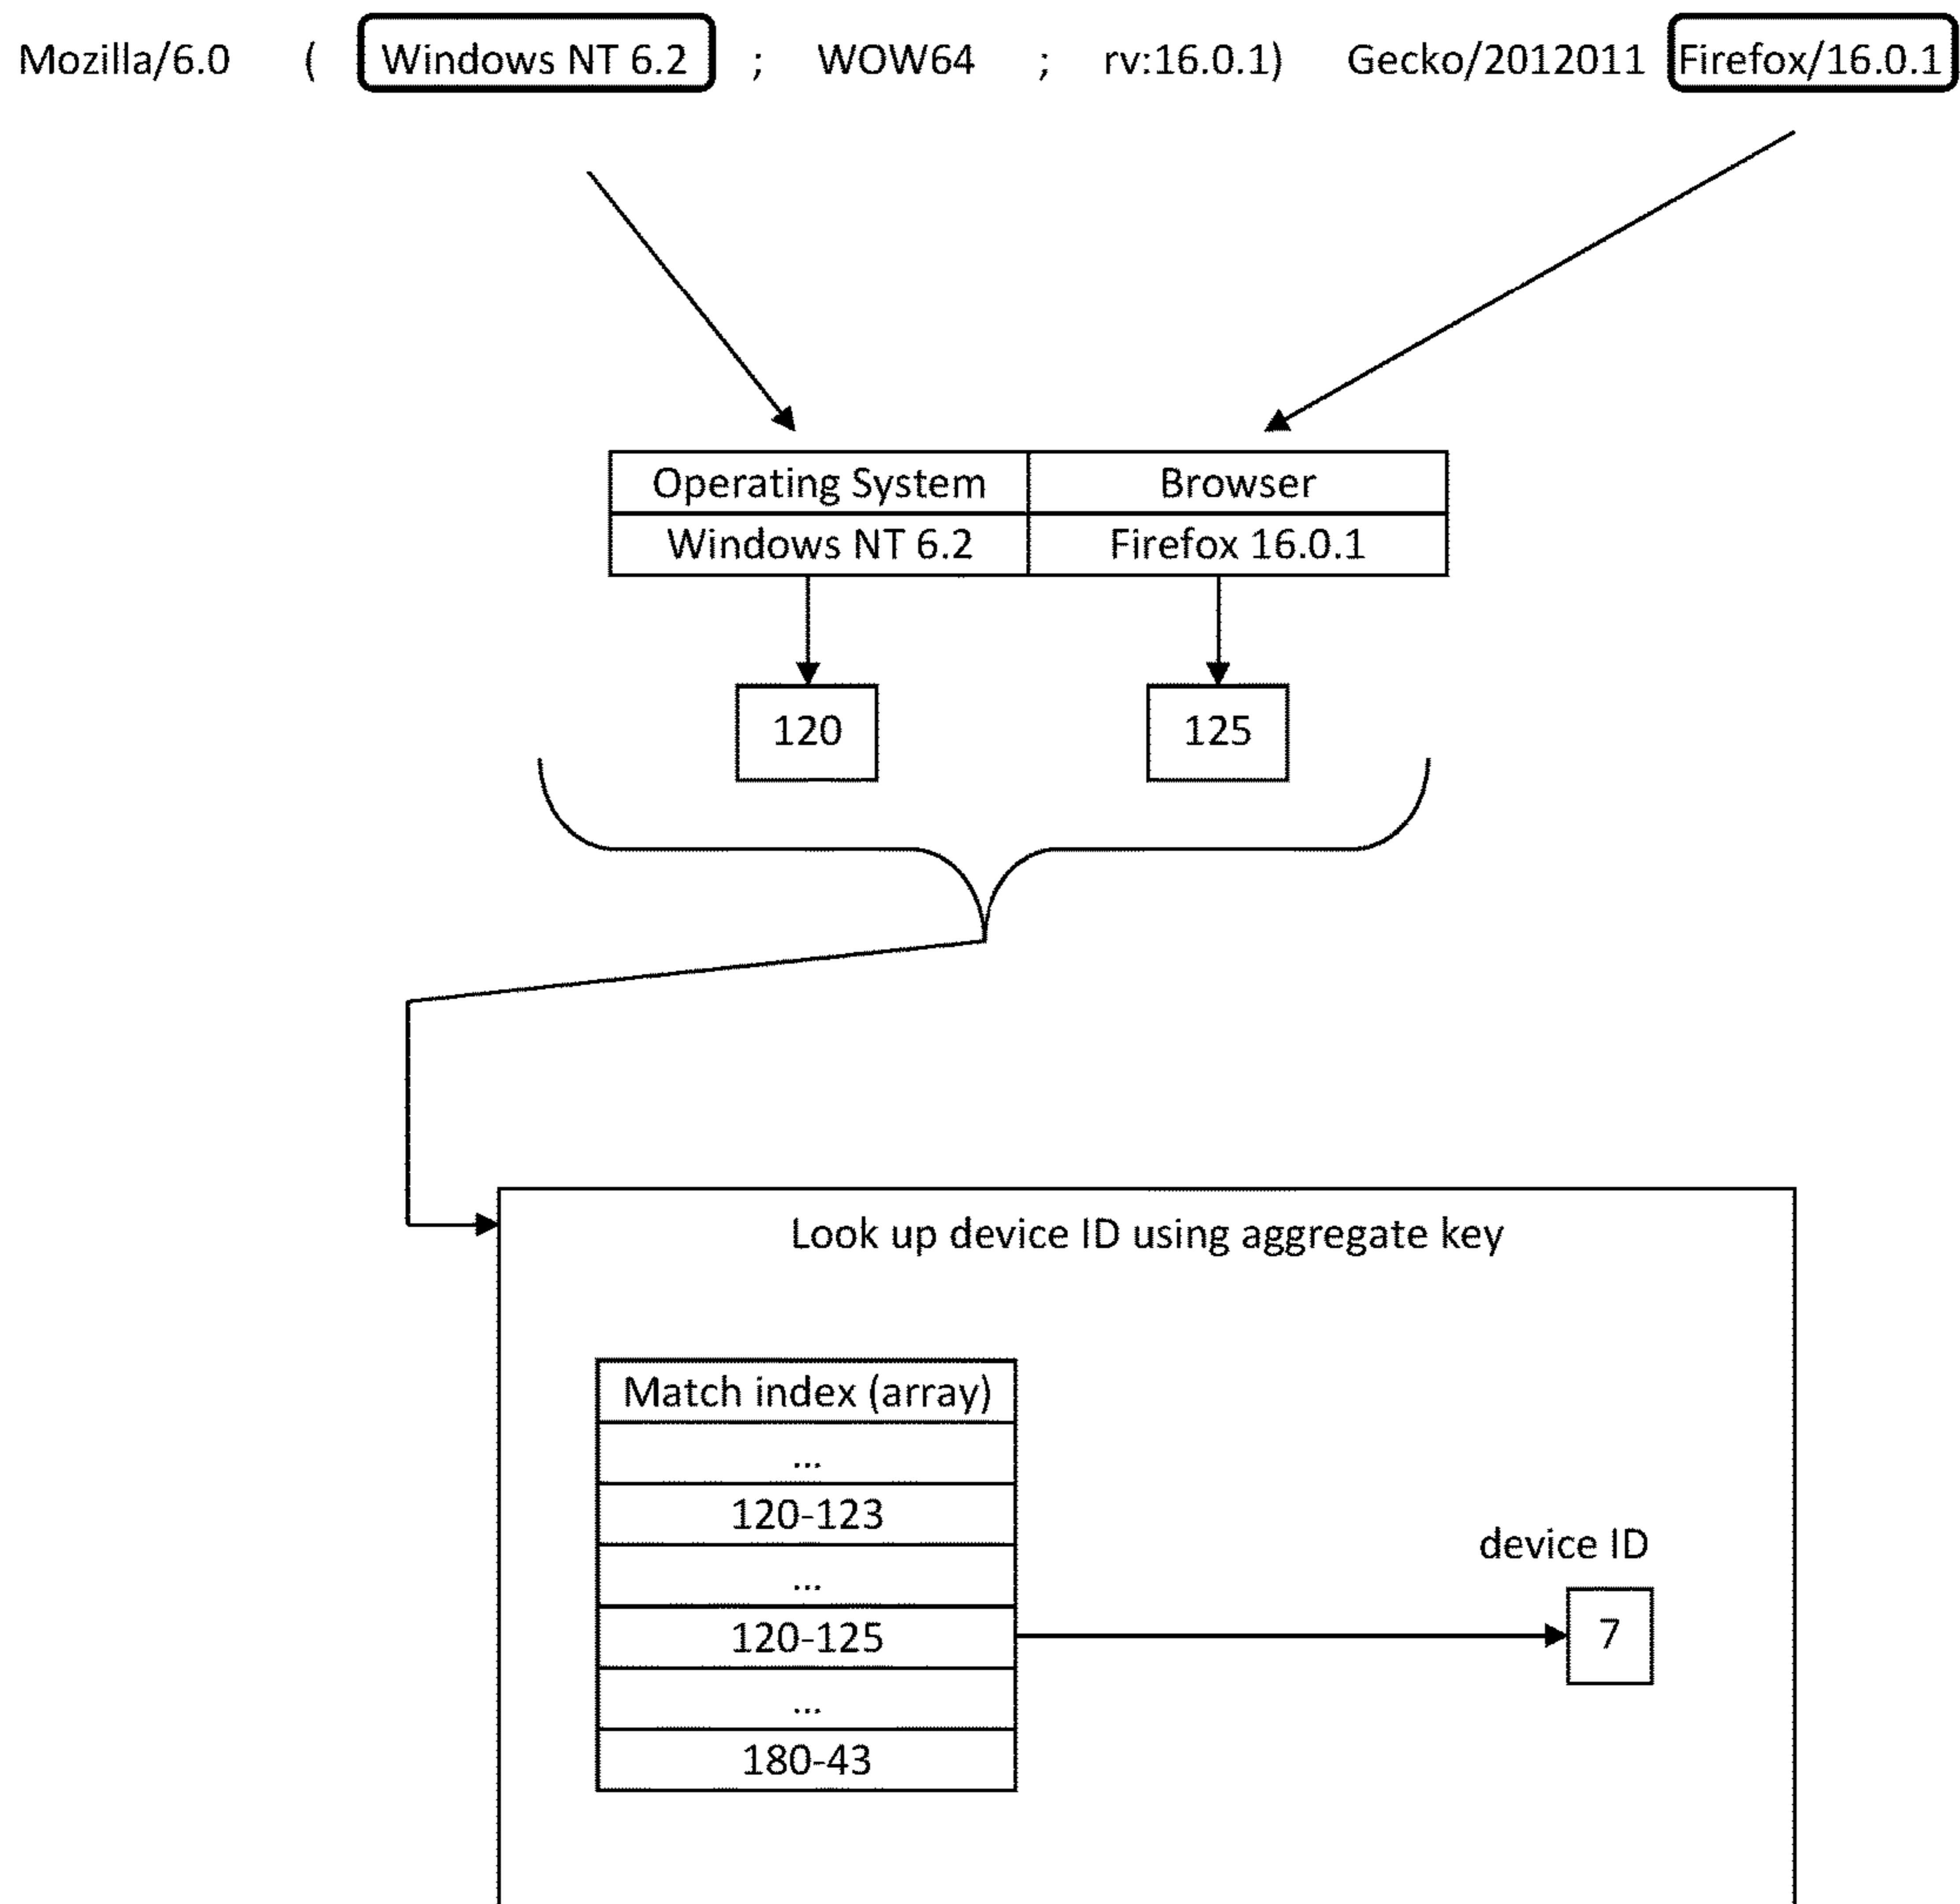 Mozilla/6.0 ( Windows NT 6.2 ; WOW64 ; rv:16.0.1) Gecko/2012011 Firefox/16.0.1
Operating System Browser
Windows NT 6.2 Firefox 16.0.1
120 125
Look up device ID using aggregate key
Match index (array)
...
120-123
...
device ID
120-125 7
...
180-43